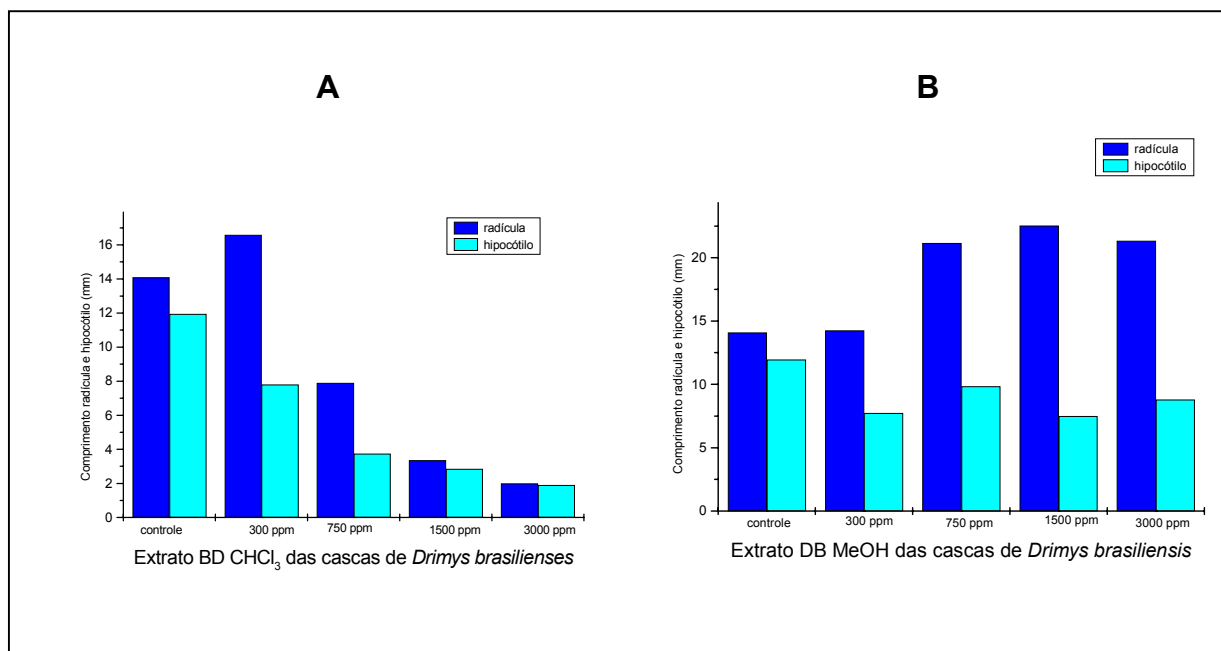 A
radícula
hipocótilo
Comprimento radícula e hipocótilo (mm)
16
14
12
10
8
6
4
2
0
controle
300 ppm
750 ppm
1500 ppm
3000 ppm
Extrato BD CHCl₃ das cascas de Drimys brasilienses
B
radícula
hipocótilo
Comprimento radícula e hipocótilo (mm)
20
15
10
5
0
controle
300 ppm
750 ppm
1500 ppm
3000 ppm
Extrato DB MeOH das cascas de Drimys brasiliensis